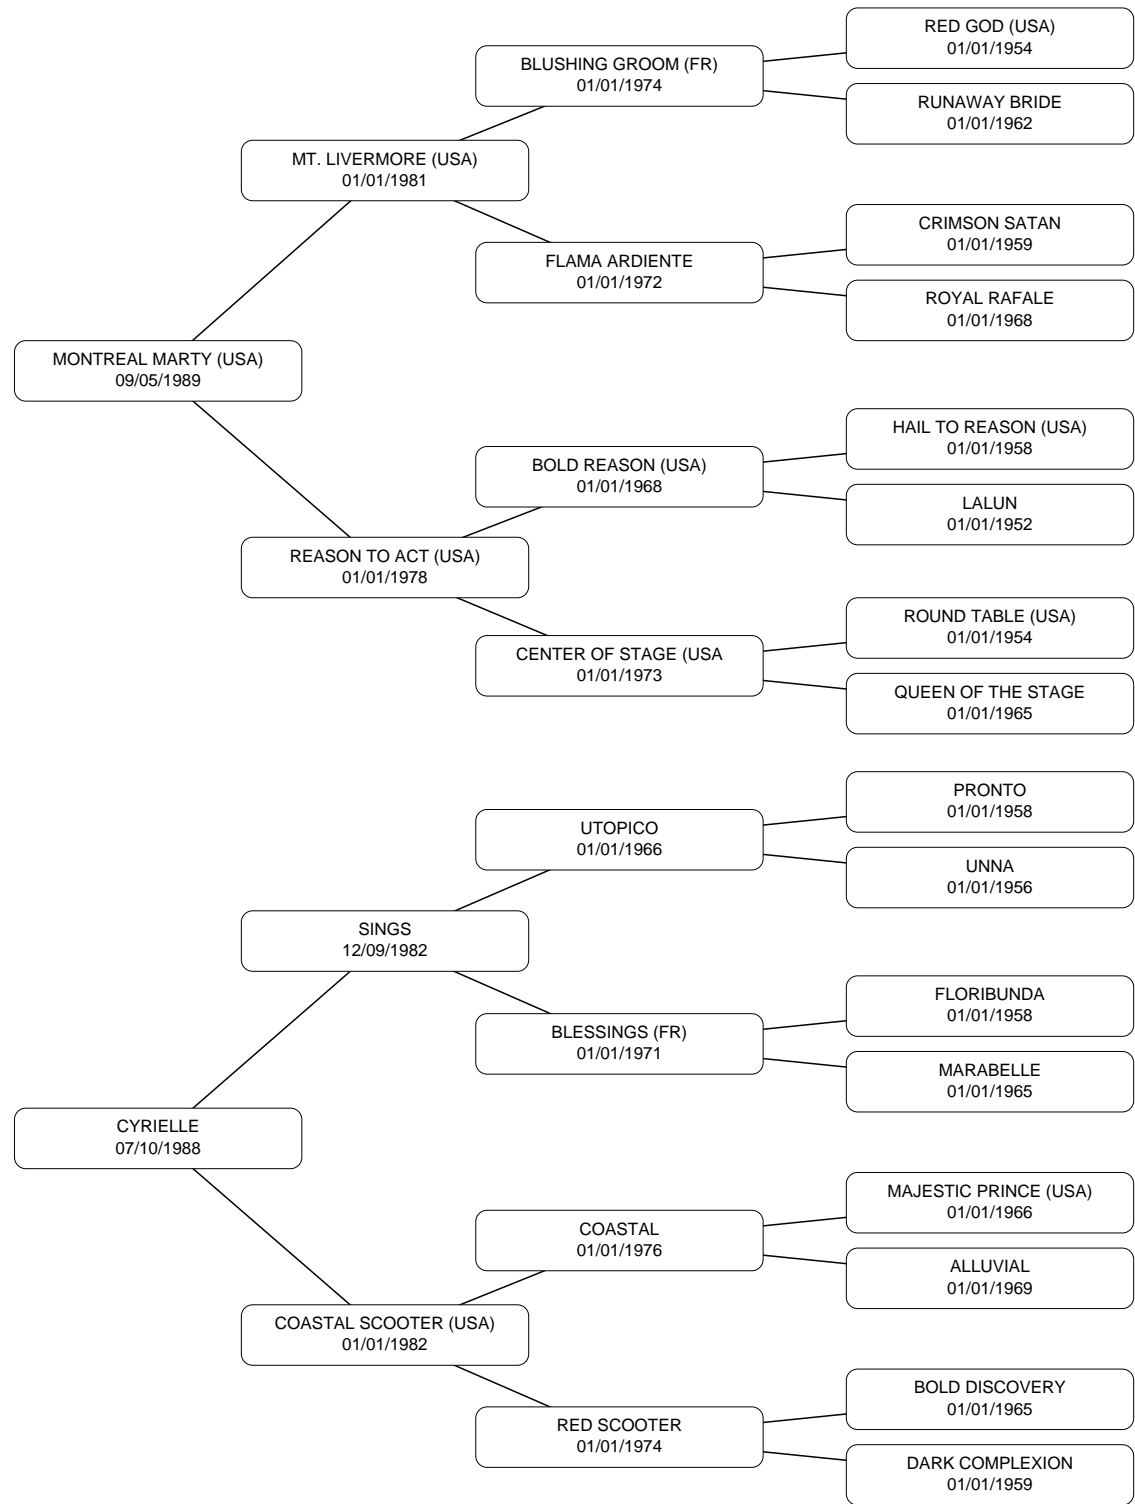 RED GOD (USA)
01/01/1954
BLUSHING GROOM (FR)
01/01/1974
RUNAWAY BRIDE
01/01/1962
MT. LIVERMORE (USA)
01/01/1981
CRIMSON SATAN
01/01/1959
FLAMA ARDIENTE
01/01/1972
ROYAL RAFALE
01/01/1968
MONTREAL MARTY (USA)
09/05/1989
HAIL TO REASON (USA)
01/01/1958
BOLD REASON (USA)
01/01/1968
LALUN
01/01/1952
REASON TO ACT (USA)
01/01/1978
ROUND TABLE (USA)
01/01/1954
CENTER OF STAGE (USA
01/01/1973
QUEEN OF THE STAGE
01/01/1965
PRONTO
01/01/1958
UTOPICO
01/01/1966
UNNA
01/01/1956
SINGS
12/09/1982
FLORIBUNDA
01/01/1958
BLESSINGS (FR)
01/01/1971
MARABELLE
01/01/1965
CYRIELLE
07/10/1988
MAJESTIC PRINCE (USA)
01/01/1966
COASTAL
01/01/1976
ALLUVIAL
01/01/1969
COASTAL SCOOTER (USA)
01/01/1982
BOLD DISCOVERY
01/01/1965
RED SCOOTER
01/01/1974
DARK COMPLEXION
01/01/1959